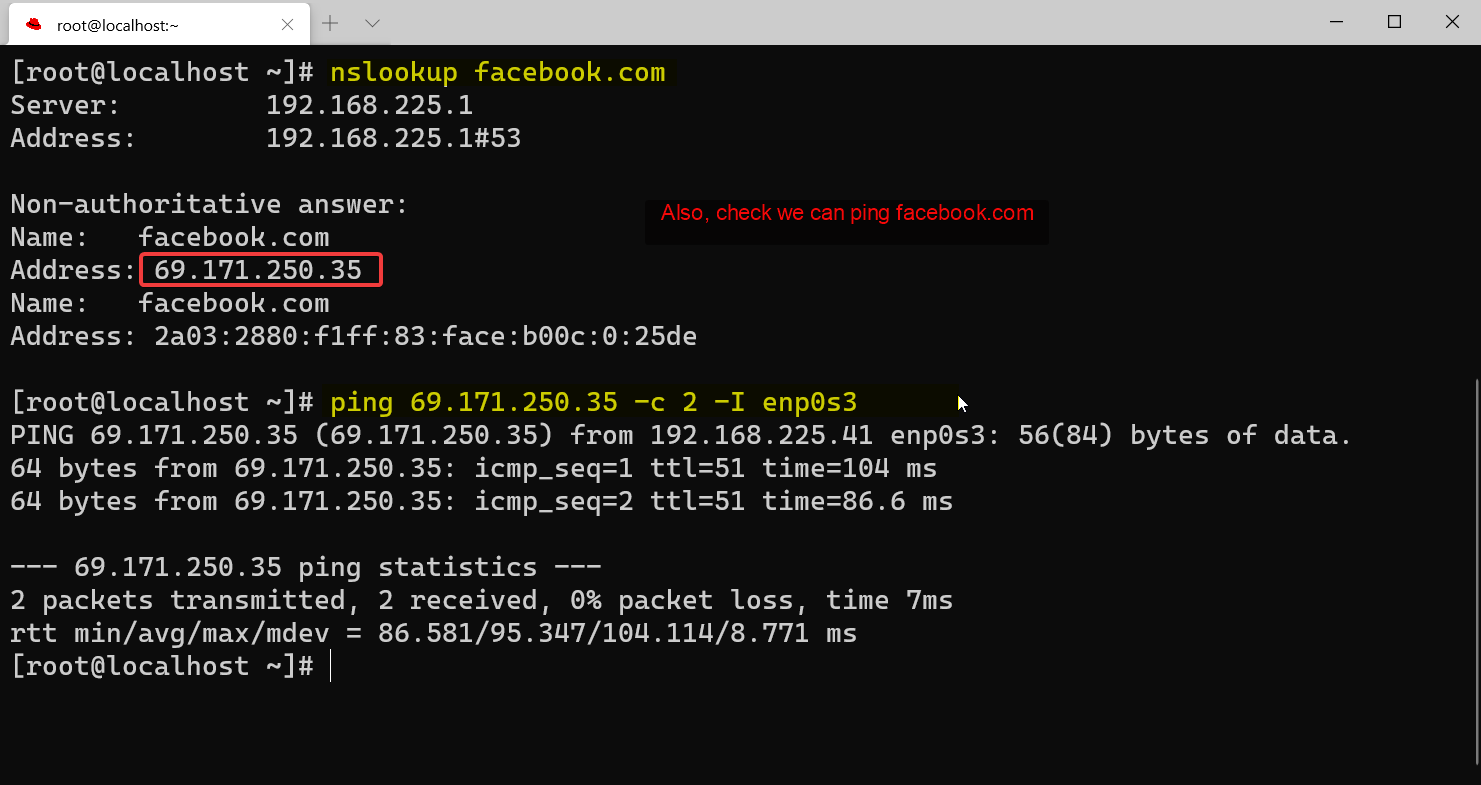 root@localhost:~
[root@localhost ~]# nslookup facebook.com
Server:         192.168.225.1
Address:        192.168.225.1#53
Non-authoritative answer:
Also, check we can ping facebook.com
Name:   facebook.com
Address: 69.171.250.35
Name:   facebook.com
Address: 2a03:2880:f1ff:83:face:b00c:0:25de
[root@localhost ~]# ping 69.171.250.35 -c 2 -I enp0s3
PING 69.171.250.35 (69.171.250.35) from 192.168.225.41 enp0s3: 56(84) bytes of data.
64 bytes from 69.171.250.35: icmp_seq=1 ttl=51 time=104 ms
64 bytes from 69.171.250.35: icmp_seq=2 ttl=51 time=86.6 ms
--- 69.171.250.35 ping statistics ---
2 packets transmitted, 2 received, 0% packet loss, time 7ms
rtt min/avg/max/mdev = 86.581/95.347/104.114/8.771 ms
[root@localhost ~]#